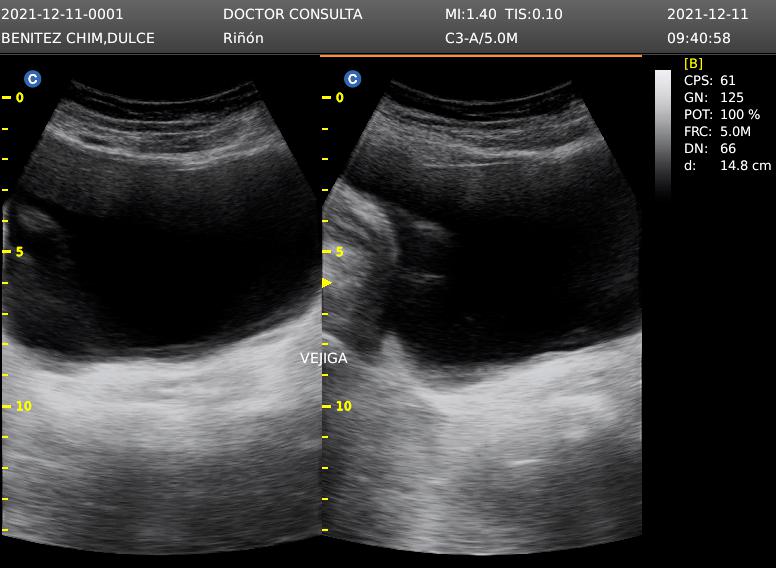 2021-12-11-0001 DOCTOR CONSULTA MI:1.40 TIS:0.10 2021-12-11
BENITEZ CHIM,DULCE Riñón C3-A/5.0M 09:40:58
[B]
CPS: 61
GN: 125
POT: 100 %
FRC: 5.0M
DN: 66
d: 14.8 cm
C C
0 0
5 5
VEJIGA
10 10